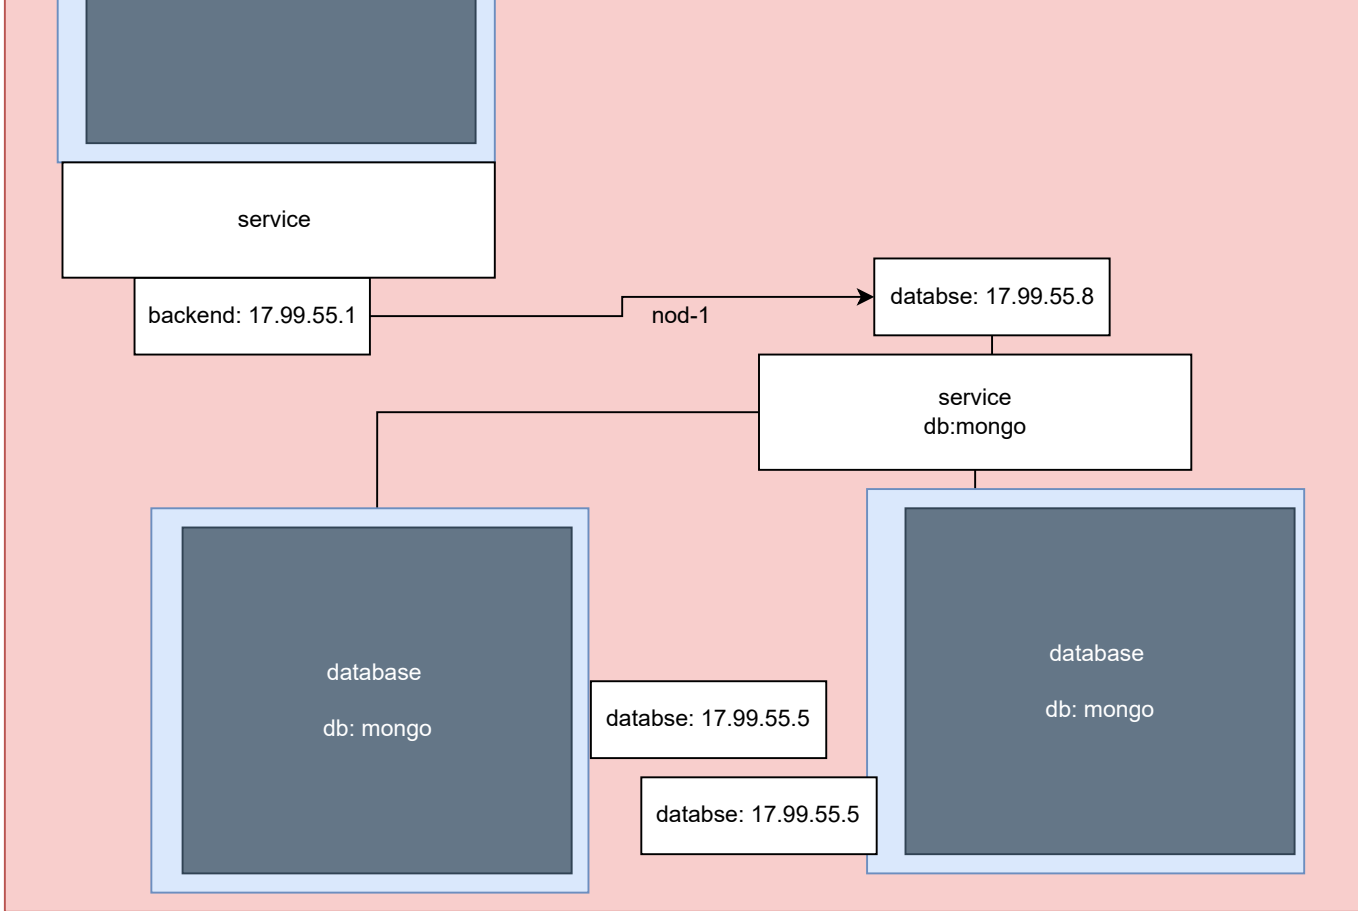 service
backend: 17.99.55.1
nod-1
databse: 17.99.55.8
service
db:mongo
database
db: mongo
databse: 17.99.55.5
databse: 17.99.55.5
database
db: mongo